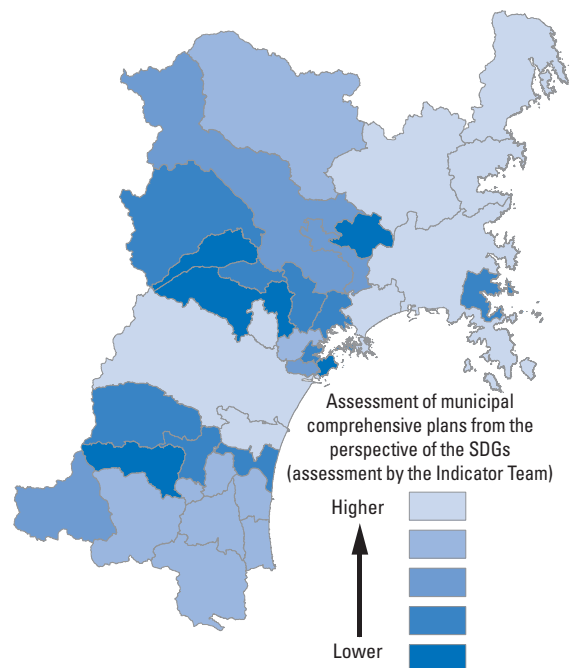 Assessment of municipal
comprehensive plans from the
perspective of the SDGs
(assessment by the Indicator Team)
Higher
Lower